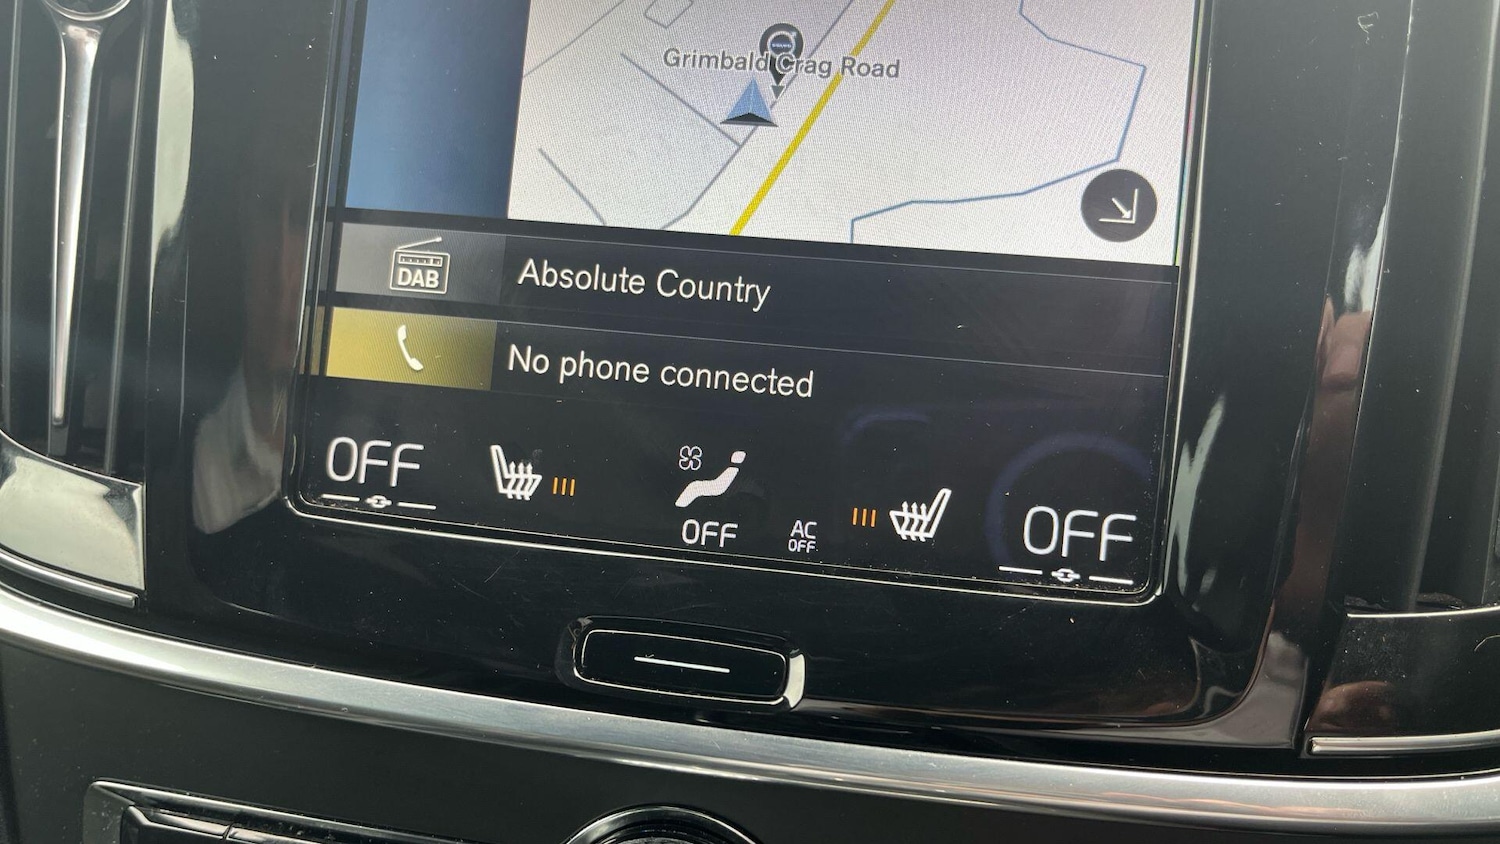 Grimbald Crag Road
DAB
Absolute Country
No phone connected
OFF
OFF
AC
OFF
OFF